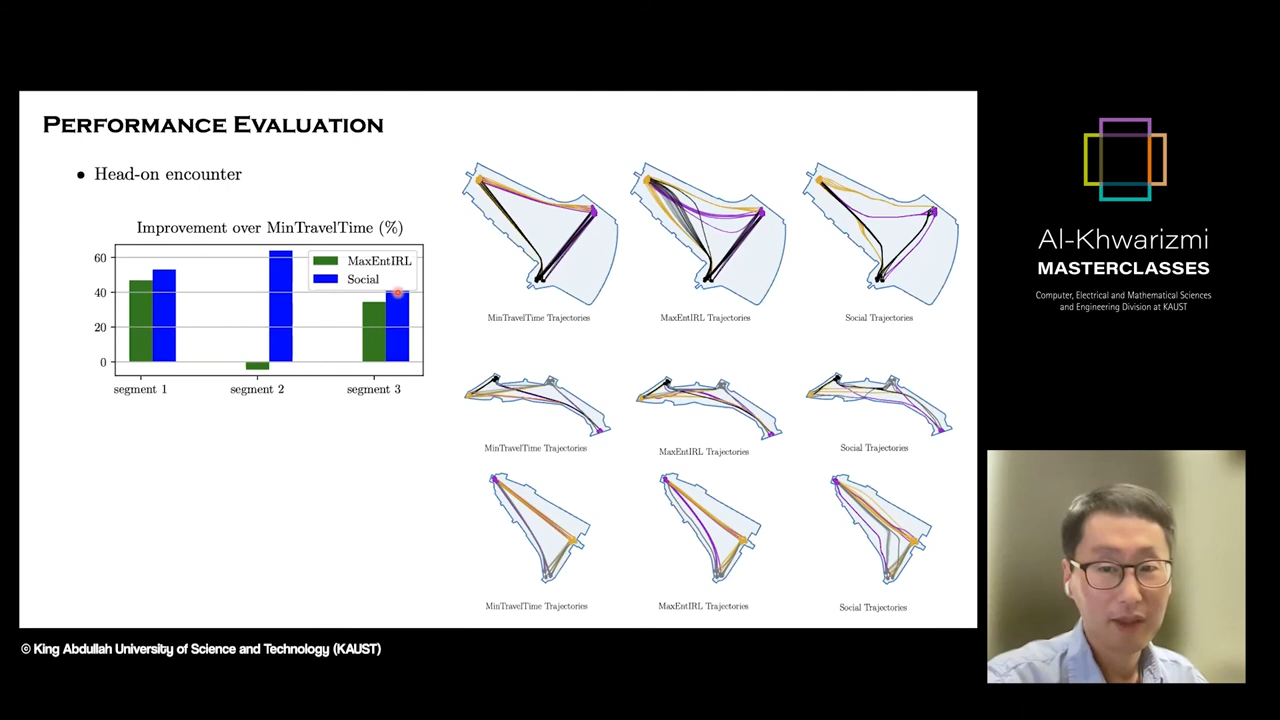 PERFORMANCE EVALUATION
• Head-on encounter
Improvement over MinTravelTime (%)
MaxEntIRL
Social
60
40
20
0
segment 1
segment 2
segment 3
MinTravelTime Trajectories
MaxEntIRL Trajectories
Social Trajectories
MinTravelTime Trajectories
MaxEntIRL Trajectories
Social Trajectories
MinTravelTime Trajectories
MaxEntIRL Trajectories
Social Trajectories
Al-Khwarizmi
MASTERCLASSES
Computer, Electrical and Mathematical Sciences
and Engineering Division at KAUST
© King Abdullah University of Science and Technology (KAUST)